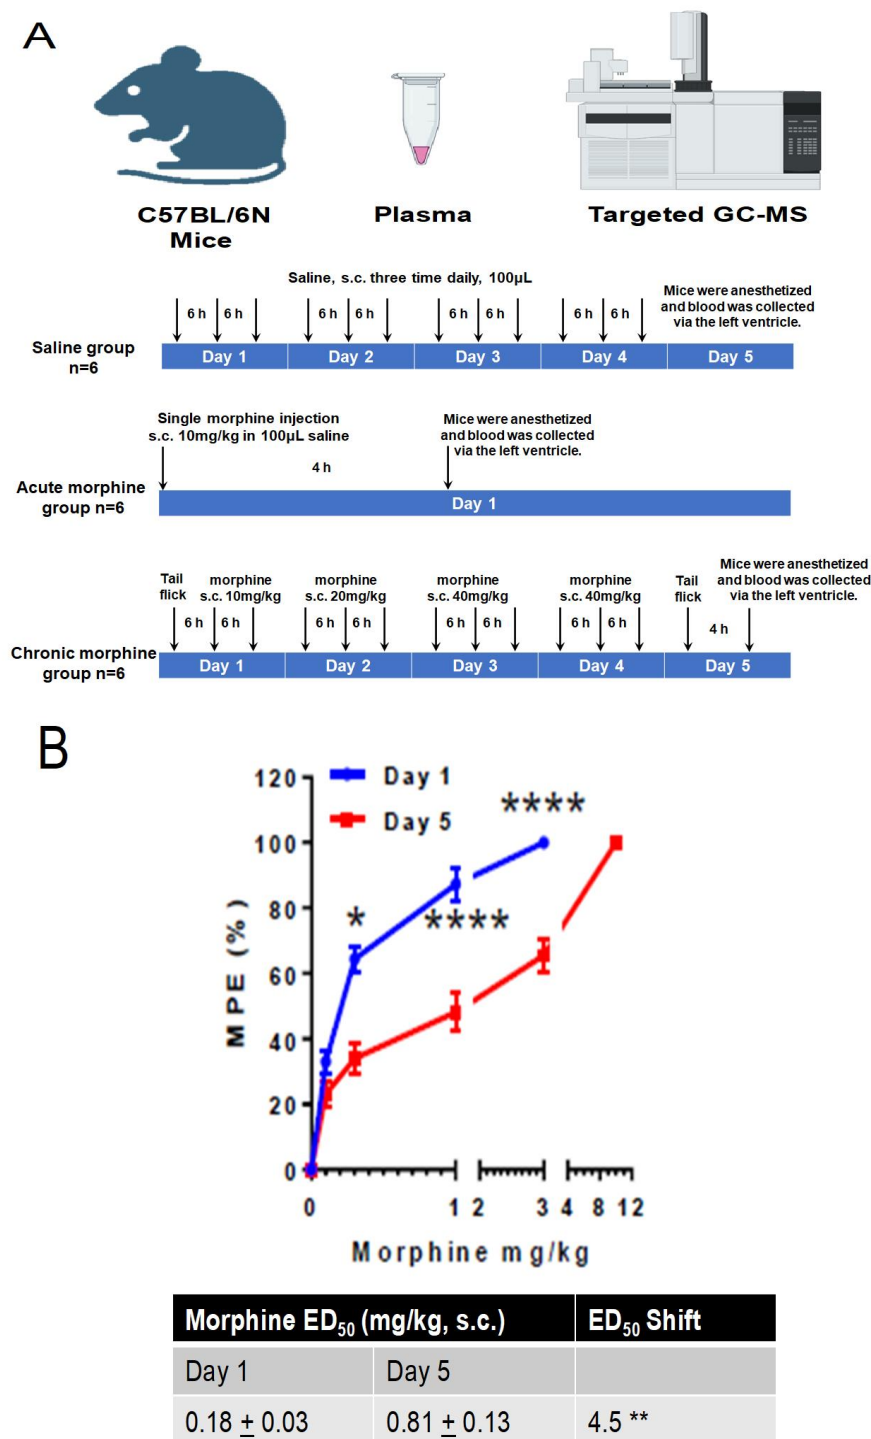 A
C57BL/6N
Mice
Plasma
Targeted GC-MS
Saline, s.c. three time daily, 100µL
Mice were anesthetized
and blood was collected
via the left ventricle.
6 h 6 h 6 h 6 h 6 h 6 h 6 h 6 h
Saline group
n=6
Day 1 Day 2 Day 3 Day 4 Day 5
Single morphine injection
s.c. 10mg/kg in 100µL saline
Mice were anesthetized
and blood was collected
via the left ventricle.
4 h
Acute morphine
group n=6
Day 1
Tail
flick
morphine
s.c. 10mg/kg
morphine
s.c. 20mg/kg
morphine
s.c. 40mg/kg
morphine
s.c. 40mg/kg
Tail
flick
Mice were anesthetized
and blood was collected
via the left ventricle.
6 h 6 h 6 h 6 h 6 h 6 h 6 h 6 h 4 h
Chronic morphine
group n=6
Day 1 Day 2 Day 3 Day 4 Day 5
B
Day 1
Day 5
****
*
****
120
100
80
60
40
20
0
MPE (%)
0 1 2 3 4 8 12
Morphine mg/kg
Morphine ED50 (mg/kg, s.c.) ED50 Shift
Day 1 Day 5
0.18 ± 0.03 0.81 ± 0.13 4.5 **